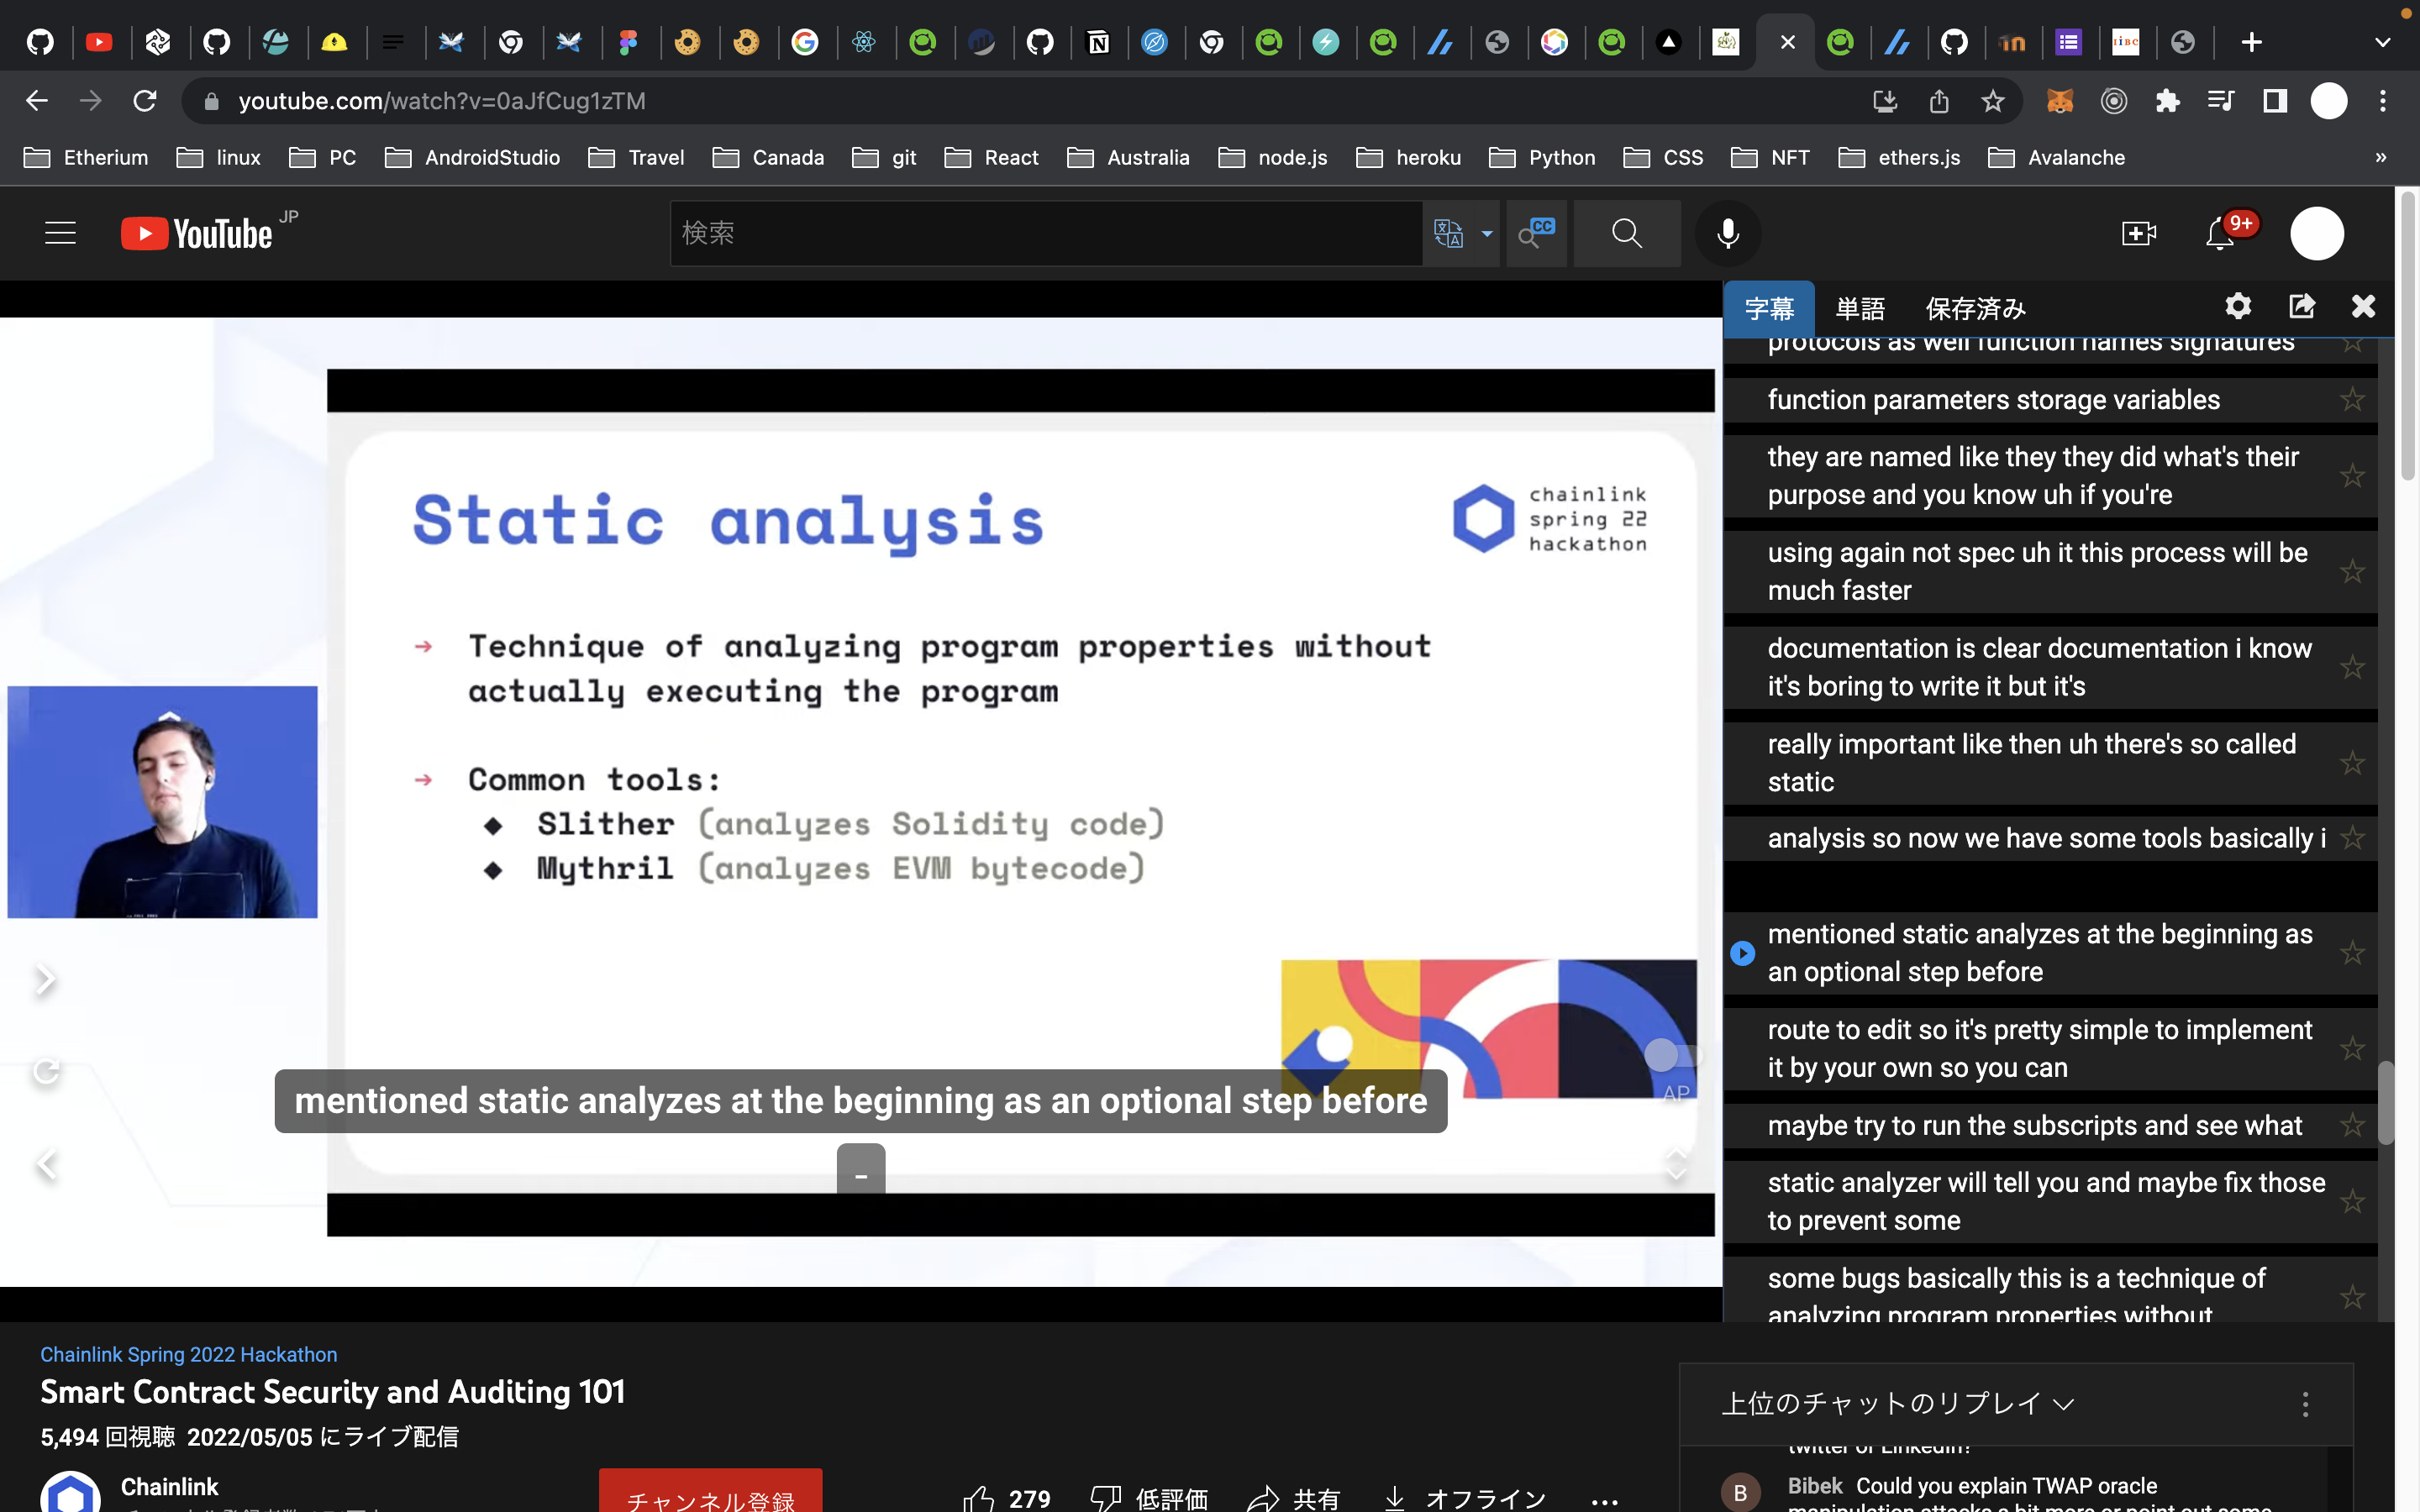 youtube.com/watch?v=0aJfCug1zTM
Etherium linux PC AndroidStudio Travel Canada git React Australia node.js heroku Python CSS NFT ethers.js Avalanche »
YouTube JP
検索
CC
9+
字幕 単語 保存済み
protocols as well function names signatures
function parameters storage variables
they are named like they they did what's their
purpose and you know uh if you're
using again not spec uh it this process will be
much faster
documentation is clear documentation i know
it's boring to write it but it's
really important like then uh there's so called
static
analysis so now we have some tools basically i
mentioned static analyzes at the beginning as
an optional step before
route to edit so it's pretty simple to implement
it by your own so you can
maybe try to run the subscripts and see what
static analyzer will tell you and maybe fix those
to prevent some
some bugs basically this is a technique of
analyzing program properties without
Static analysis
chainlink
spring 22
hackathon
→ Technique of analyzing program properties without
actually executing the program
→ Common tools:
◆ Slither (analyzes Solidity code)
◆ Mythril (analyzes EVM bytecode)
AP
mentioned static analyzes at the beginning as an optional step before
-
Chainlink Spring 2022 Hackathon
Smart Contract Security and Auditing 101
5,494 回視聴 2022/05/05 にライブ配信
Chainlink
チャンネル登録
279 低評価 共有 オフライン ...
上位のチャットのリプレイ
twitter or LinkedIn?
B Bibek Could you explain TWAP oracle
manipulation attacks a bit more or point out some